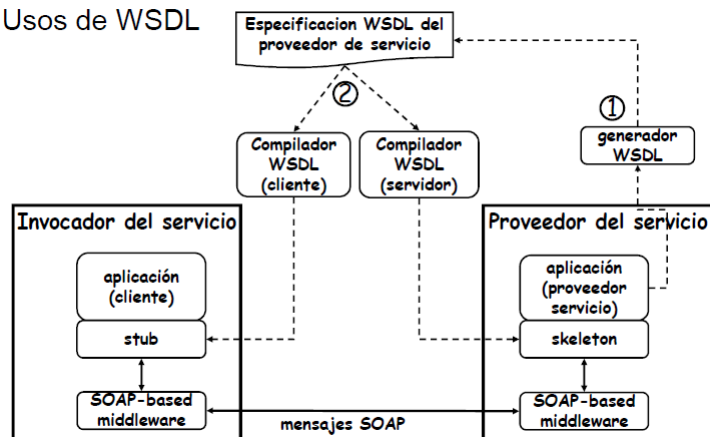 Usos de WSDL
Especificacion WSDL del
proveedor de servicio
2
1
generador
WSDL
Compilador
WSDL
(cliente)
Compilador
WSDL
(servidor)
Invocador del servicio
Proveedor del servicio
aplicación
(cliente)
stub
SOAP-based
middleware
aplicación
(proveedor
servicio)
skeleton
SOAP-based
middleware
mensajes SOAP